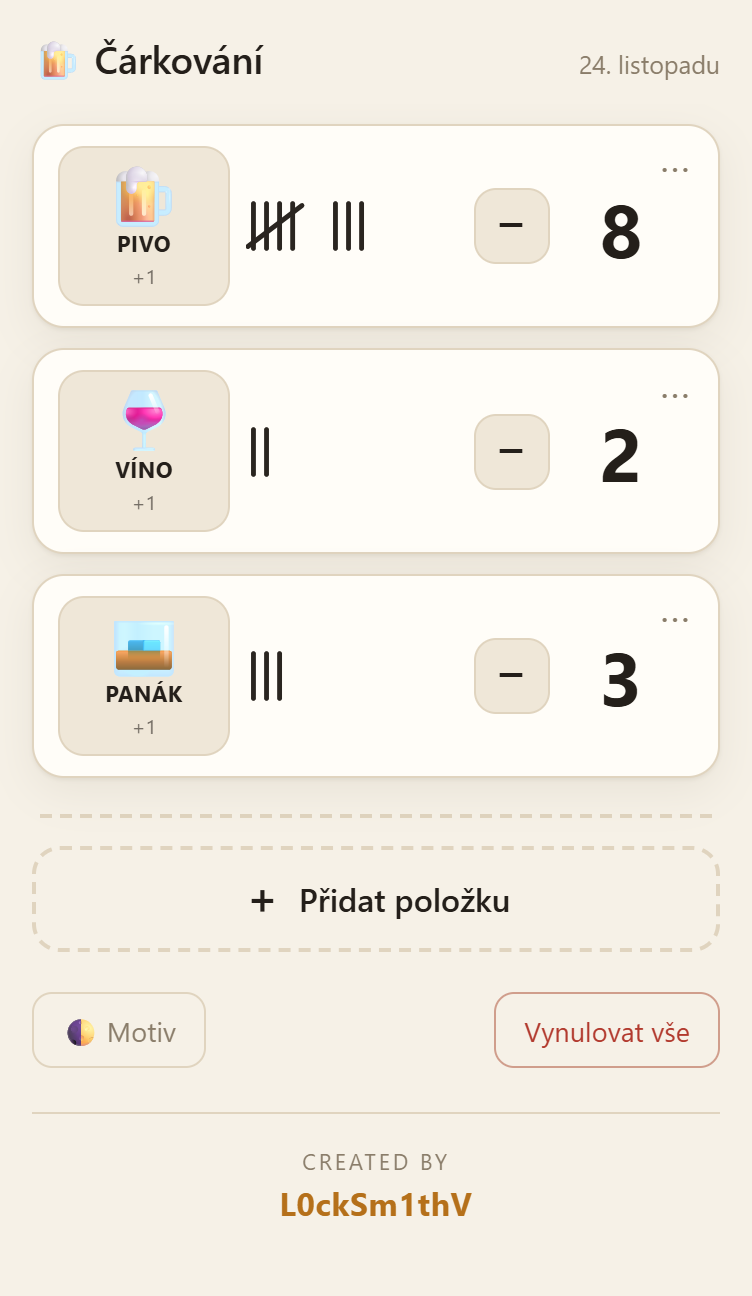 Čárkování
24. listopadu
...
PIVO
+1
−
8
...
VÍNO
+1
−
2
...
PANÁK
+1
−
3
+ Přidat položku
Motiv
Vynulovat vše
CREATED BY
L0ckSm1thV